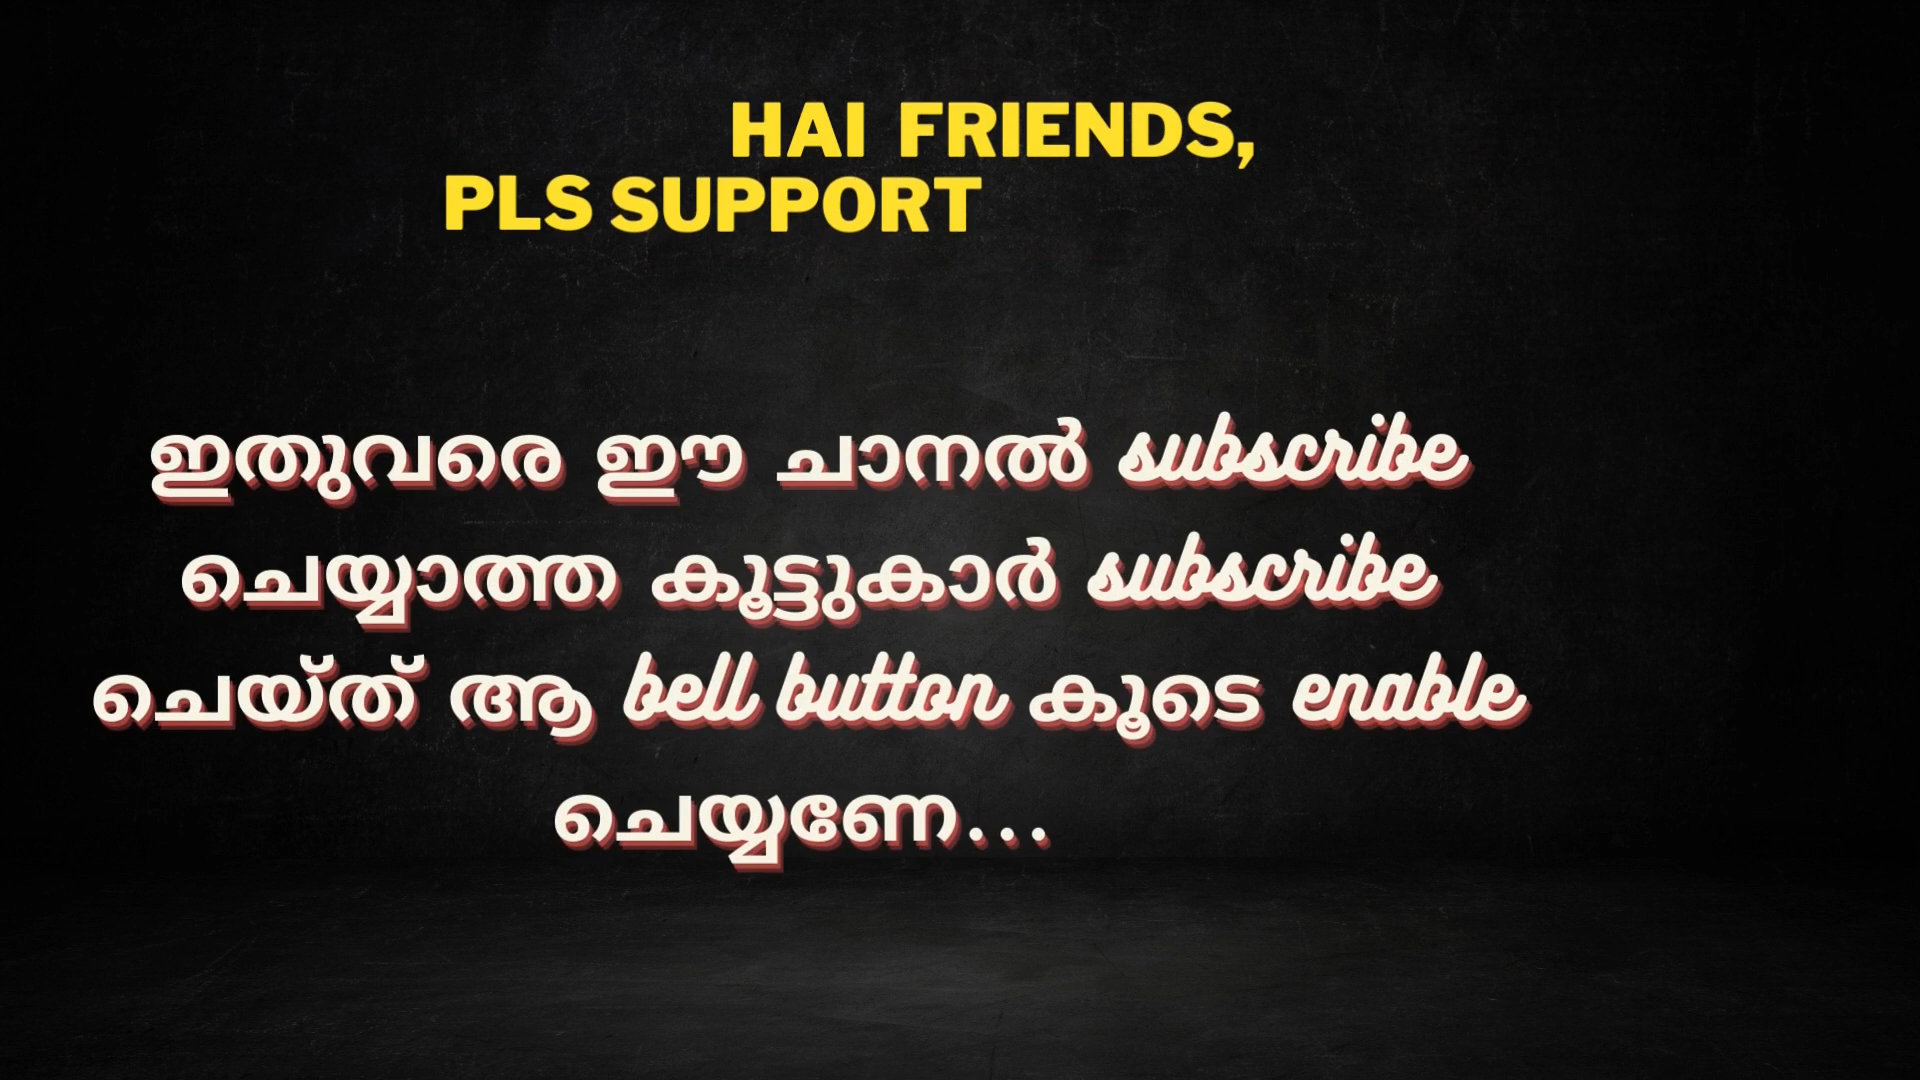 HAI FRIENDS,
PLS SUPPORT
ഇതുവരെ ഈ ചാനൽ subscribe
ചെയ്യാത്ത കൂട്ടുകാർ subscribe
ചെയ്ത് ആ bell button കൂടെ enable
ചെയ്യണേ...